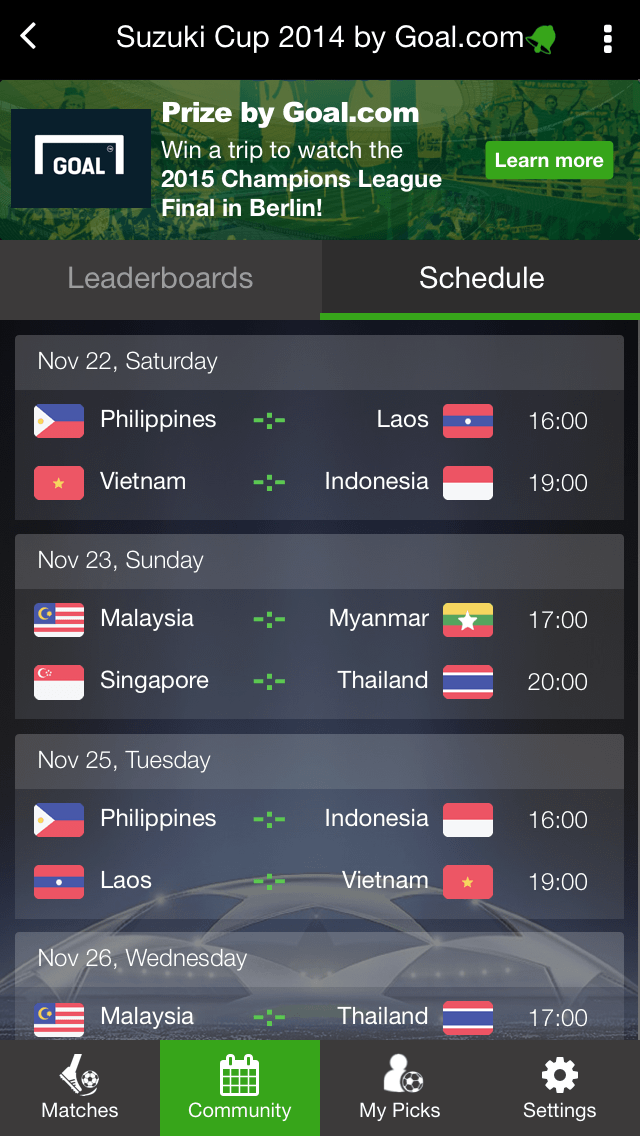 Suzuki Cup 2014 by Goal.com
GOAL
Prize by Goal.com
Win a trip to watch the
2015 Champions League
Final in Berlin!
Learn more
Leaderboards
Schedule
Nov 22, Saturday
Philippines -:- Laos 16:00
Vietnam -:- Indonesia 19:00
Nov 23, Sunday
Malaysia -:- Myanmar 17:00
Singapore -:- Thailand 20:00
Nov 25, Tuesday
Philippines -:- Indonesia 16:00
Laos -:- Vietnam 19:00
Nov 26, Wednesday
Malaysia -:- Thailand 17:00
Matches
Community
My Picks
Settings